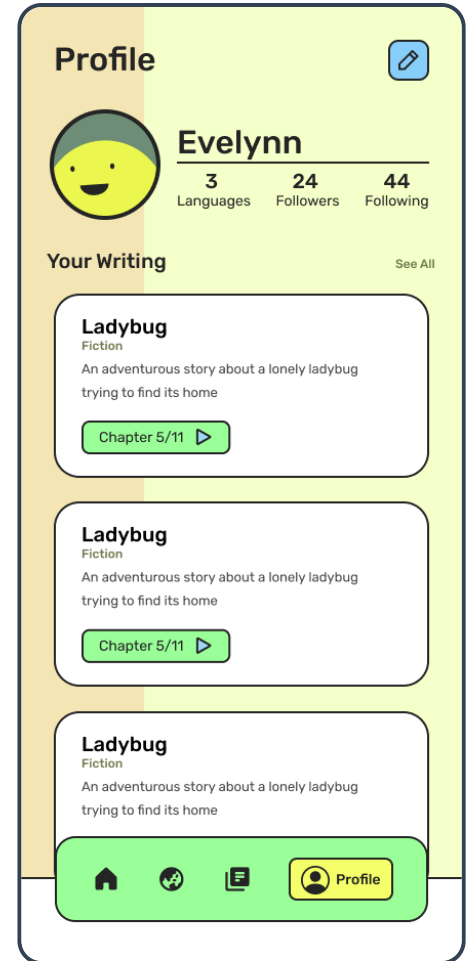 Profile
Evelynn
3 24 44
Languages Followers Following
Your Writing See All
Ladybug
Fiction
An adventurous story about a lonely ladybug
trying to find its home
Chapter 5/11
Ladybug
Fiction
An adventurous story about a lonely ladybug
trying to find its home
Chapter 5/11
Ladybug
Fiction
An adventurous story about a lonely ladybug
trying to find its home
Profile